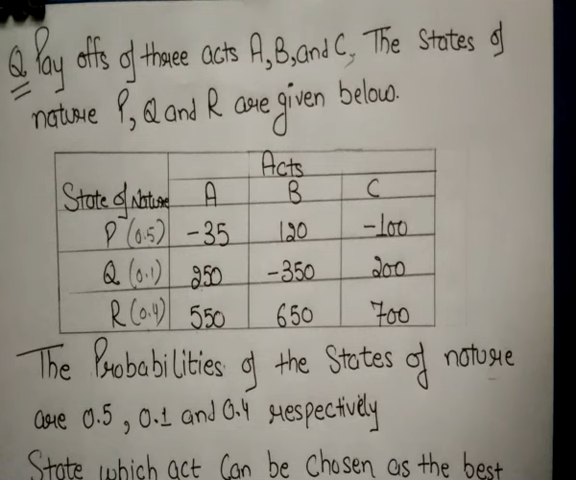 Q Pay offs of three acts A, B, and C, The States of
nature P, Q and R are given below.
Acts
State of Nature A B C
P (0.5) -35 120 -100
Q (0.1) 250 -350 200
R (0.4) 550 650 700
The Probabilities of the States of nature
are 0.5, 0.1 and 0.4 respectively
State which act Can be Chosen as the best